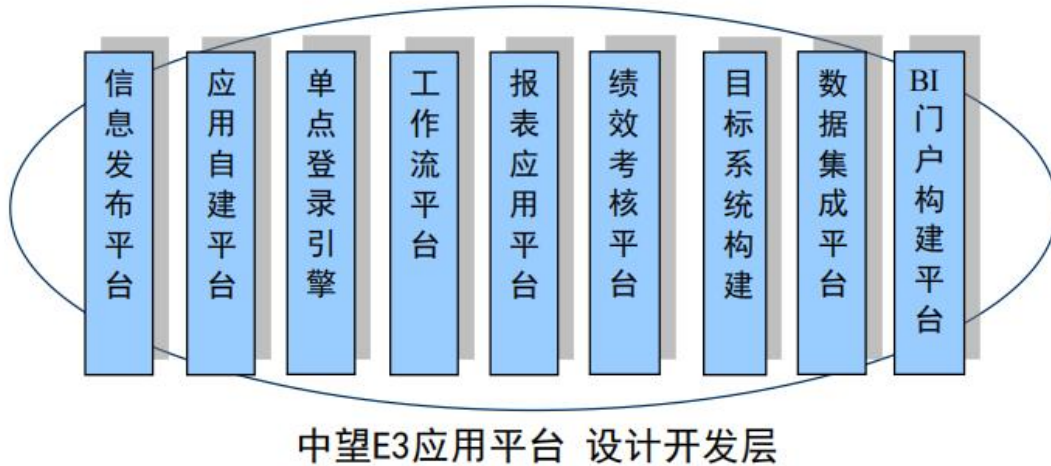 信息发布平台
应用自建平台
单点登录引擎
工作流平台
报表应用平台
绩效考核平台
目标系统构建
数据集成平台
BI门户构建平台
中望E3应用平台 设计开发层